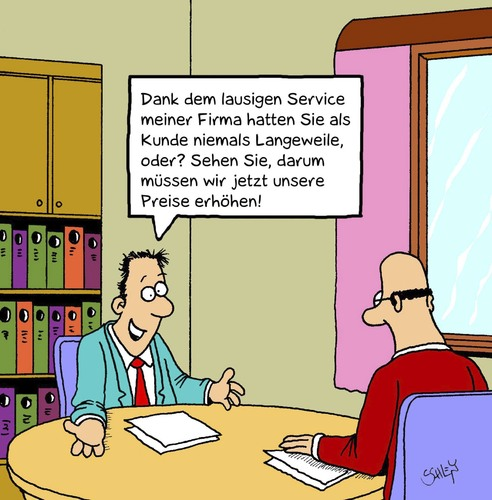 Dank dem lausigen Service
meiner Firma hatten Sie als
Kunde niemals Langeweile,
oder? Sehen Sie, darum
müssen wir jetzt unsere
Preise erhöhen!
SCHLEY